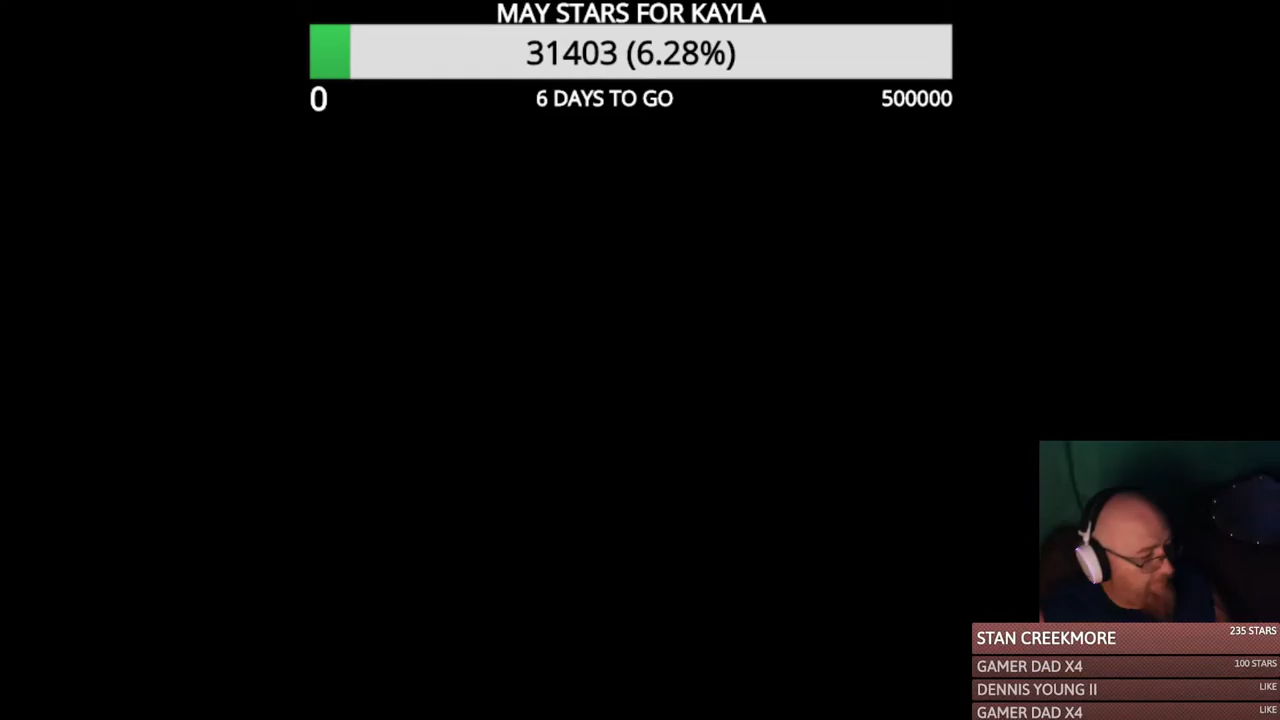 MAY STARS FOR KAYLA
31403 (6.28%)
0 6 DAYS TO GO 500000
STAN CREEKMORE 235 STARS
GAMER DAD X4 100 STARS
DENNIS YOUNG II LIKE
GAMER DAD X4 LIKE